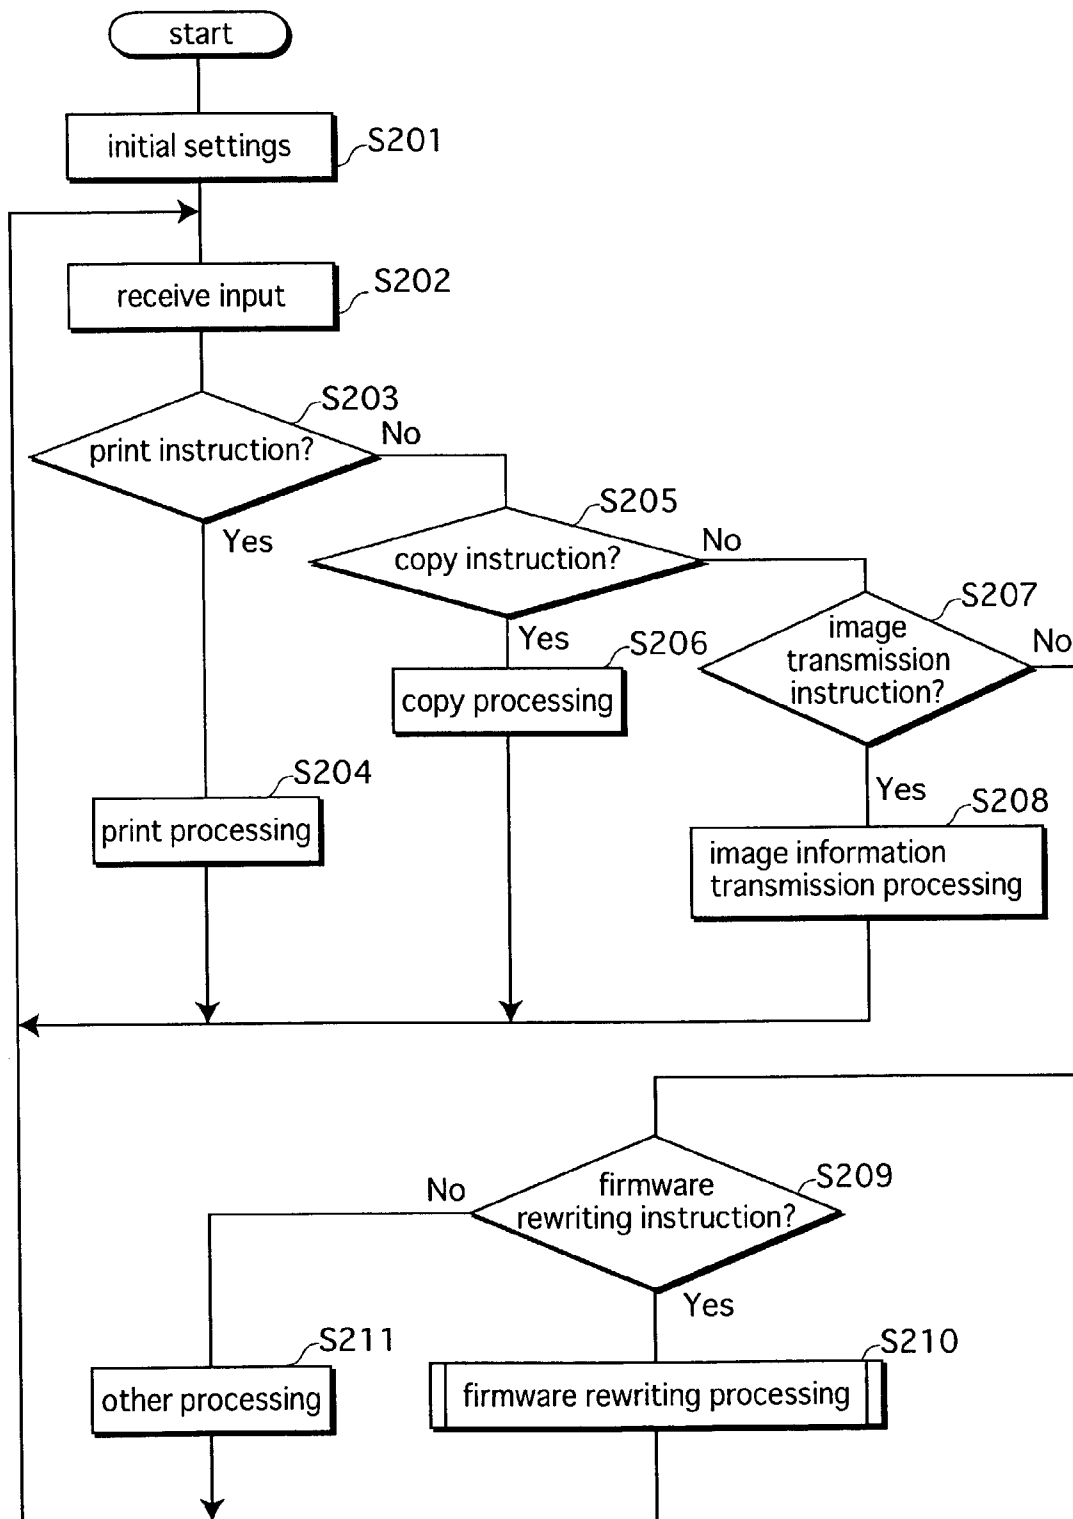 start
initial settings
S201
receive input
S202
S203
print instruction?
No
Yes
S205
copy instruction?
No
Yes
S207
image
transmission
instruction?
No
Yes
S206
copy processing
S204
print processing
S208
image information
transmission processing
S209
firmware
rewriting instruction?
No
Yes
S211
other processing
S210
firmware rewriting processing